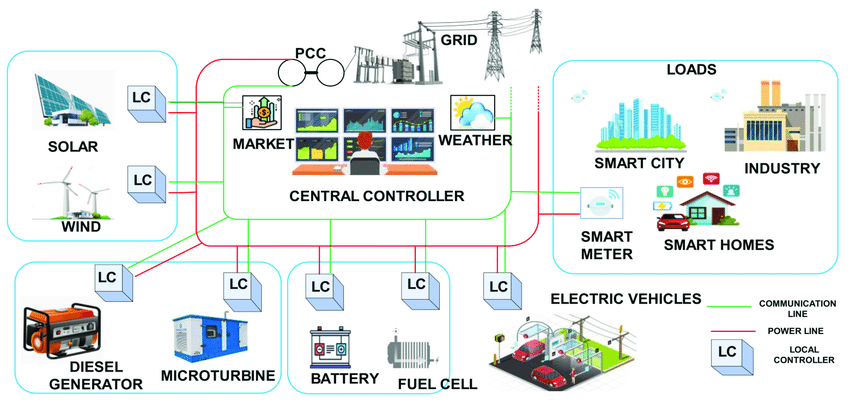 PCC
GRID
LOADS
LC
MARKET
WEATHER
SOLAR
CENTRAL CONTROLLER
SMART CITY
INDUSTRY
LC
WIND
SMART
METER
SMART HOMES
LC
LC
LC
LC
LC
DIESEL
GENERATOR
MICROTURBINE
BATTERY
FUEL CELL
ELECTRIC VEHICLES
COMMUNICATION
LINE
POWER LINE
LC
LOCAL
CONTROLLER